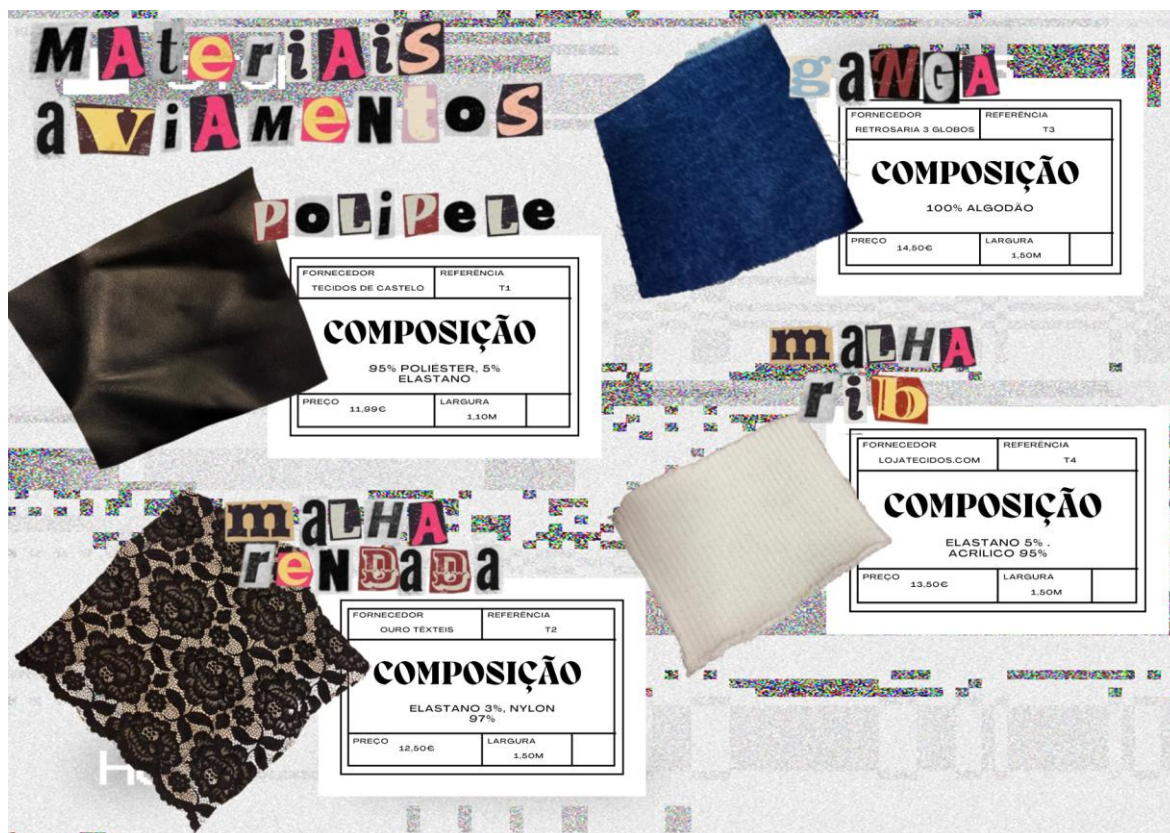 MAteriAiS
aViAMeNtoS
POLiPeLe
FORNECEDOR
REFERÊNCIA
TECIDOS DE CASTELO
T1
COMPOSIÇÃO
95% POLIÉSTER, 5%
ELASTANO
PREÇO
11,99€
LARGURA
1,10M
mALHA
reNDADa
FORNECEDOR
REFERÊNCIA
OURO TÊXTEIS
T2
COMPOSIÇÃO
ELASTANO 3%, NYLON
97%
PREÇO
12,50€
LARGURA
1,50M
gaNGA
FORNECEDOR
REFERÊNCIA
RETROSARIA 3 GLOBOS
T3
COMPOSIÇÃO
100% ALGODÃO
PREÇO
14,50€
LARGURA
1,50M
mALHA
rib
FORNECEDOR
REFERÊNCIA
LOJATECIDOS.COM
T4
COMPOSIÇÃO
ELASTANO 5% .
ACRÍLICO 95%
PREÇO
13,50€
LARGURA
1,50M